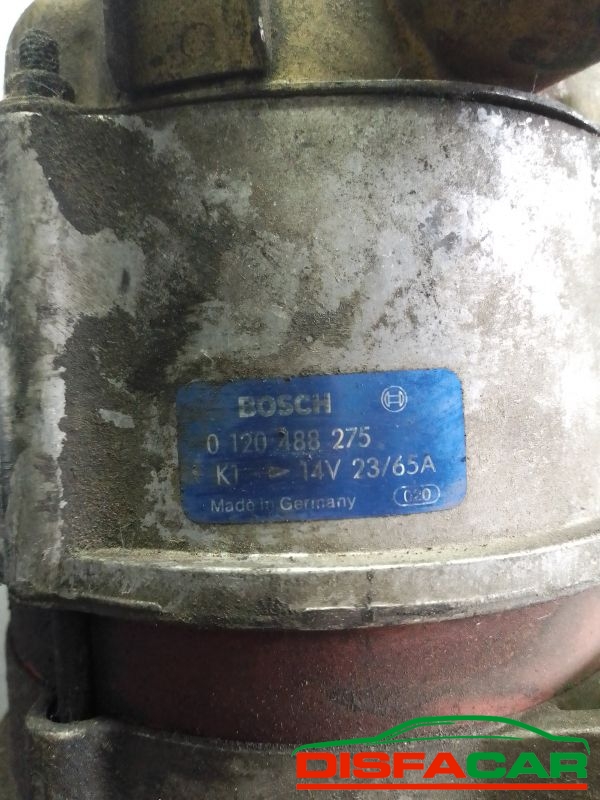 BOSCH
0 120 488 275
K1 14V 23/65A
Made in Germany 020
DISFACAR